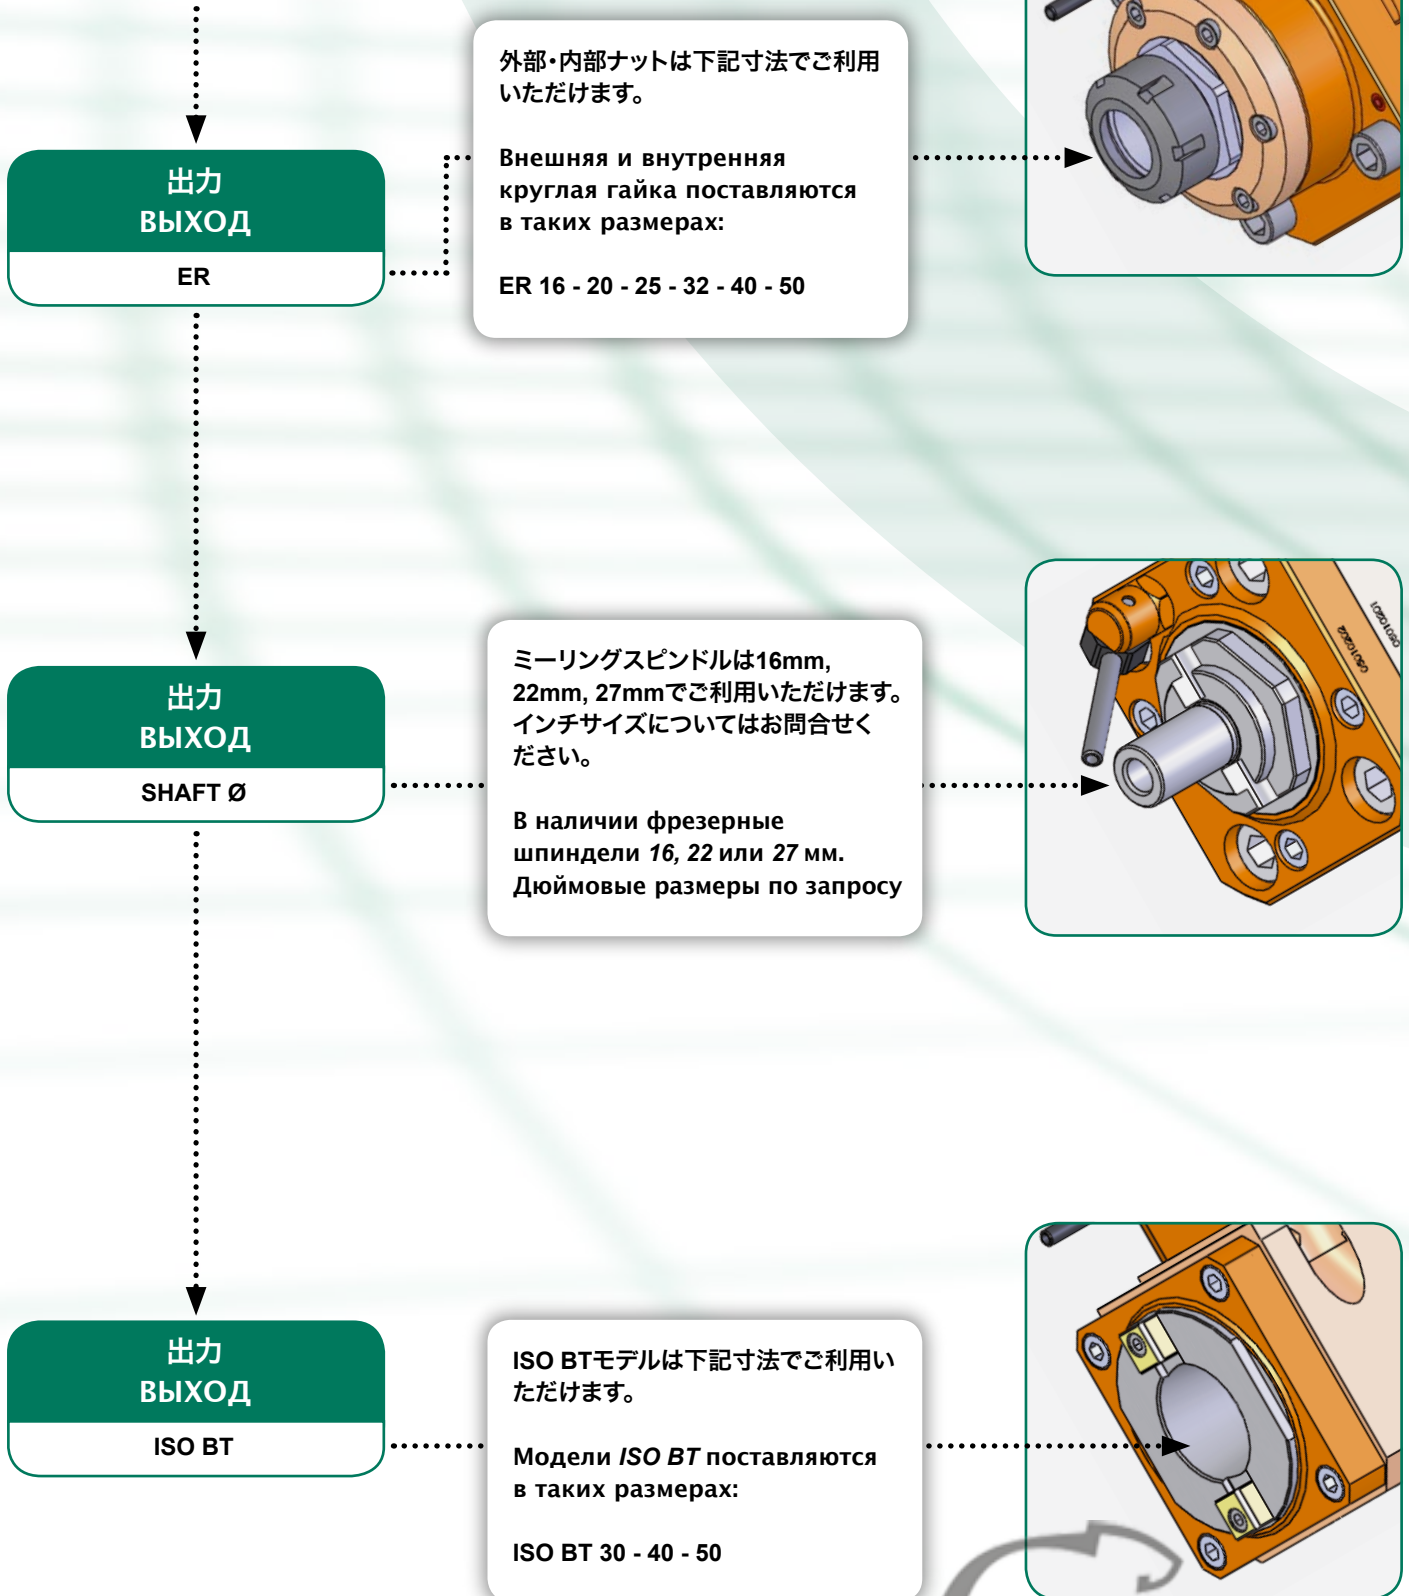 外部・内部ナットは下記寸法でご利用
いただけます。
Внешняя и внутренняя
круглая гайка поставляются
в таких размерах:
ER 16 - 20 - 25 - 32 - 40 - 50
出力
ВЫХОД
ER
ミーリングスピンドルは16mm,
22mm, 27mmでご利用いただけます。
インチサイズについてはお問合せく
ださい。
В наличии фрезерные
шпиндели 16, 22 или 27 мм.
Дюймовые размеры по запросу
出力
ВЫХОД
SHAFT Ø
05010202
05010201
ISO BTモデルは下記寸法でご利用い
ただけます。
Модели ISO BT поставляются
в таких размерах:
ISO BT 30 - 40 - 50
出力
ВЫХОД
ISO BT